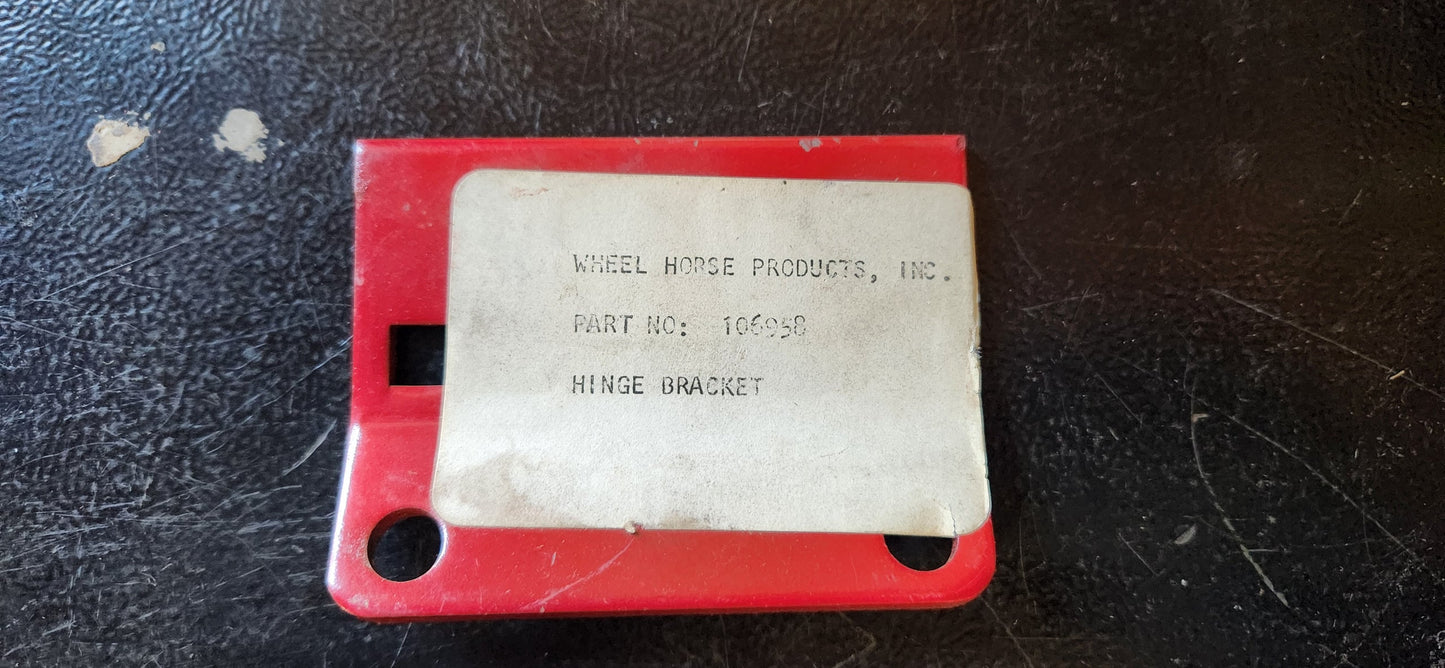 WHEEL HORSE PRODUCTS, INC.
PART NO: 106958
HINGE BRACKET